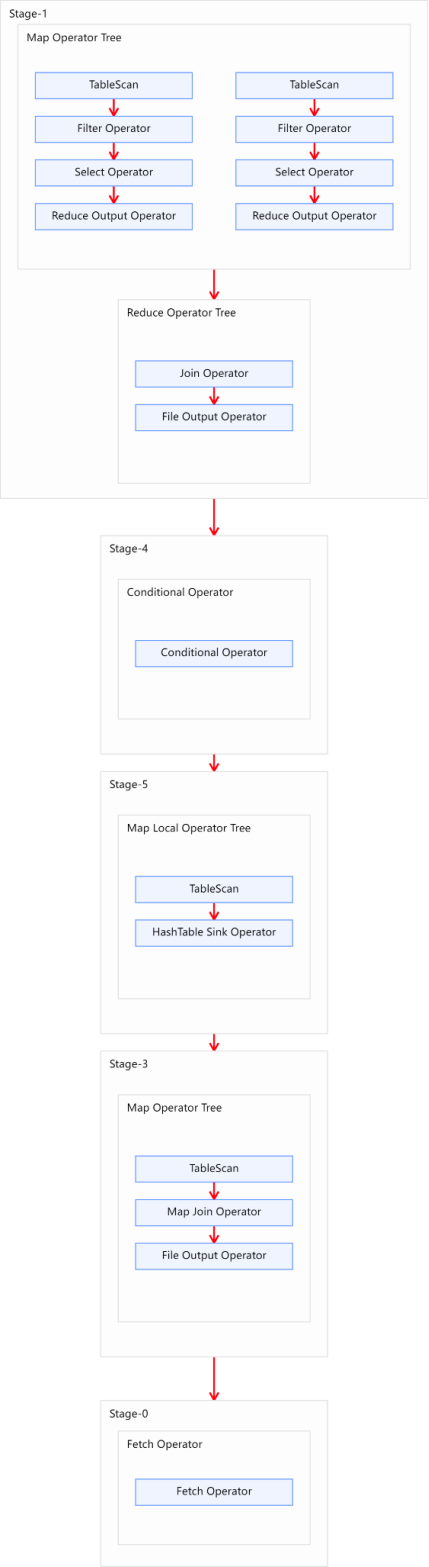 Stage-1
Map Operator Tree
TableScan
TableScan
Filter Operator
Filter Operator
Select Operator
Select Operator
Reduce Output Operator
Reduce Output Operator
Reduce Operator Tree
Join Operator
File Output Operator
Stage-4
Conditional Operator
Conditional Operator
Stage-5
Map Local Operator Tree
TableScan
HashTable Sink Operator
Stage-3
Map Operator Tree
TableScan
Map Join Operator
File Output Operator
Stage-0
Fetch Operator
Fetch Operator